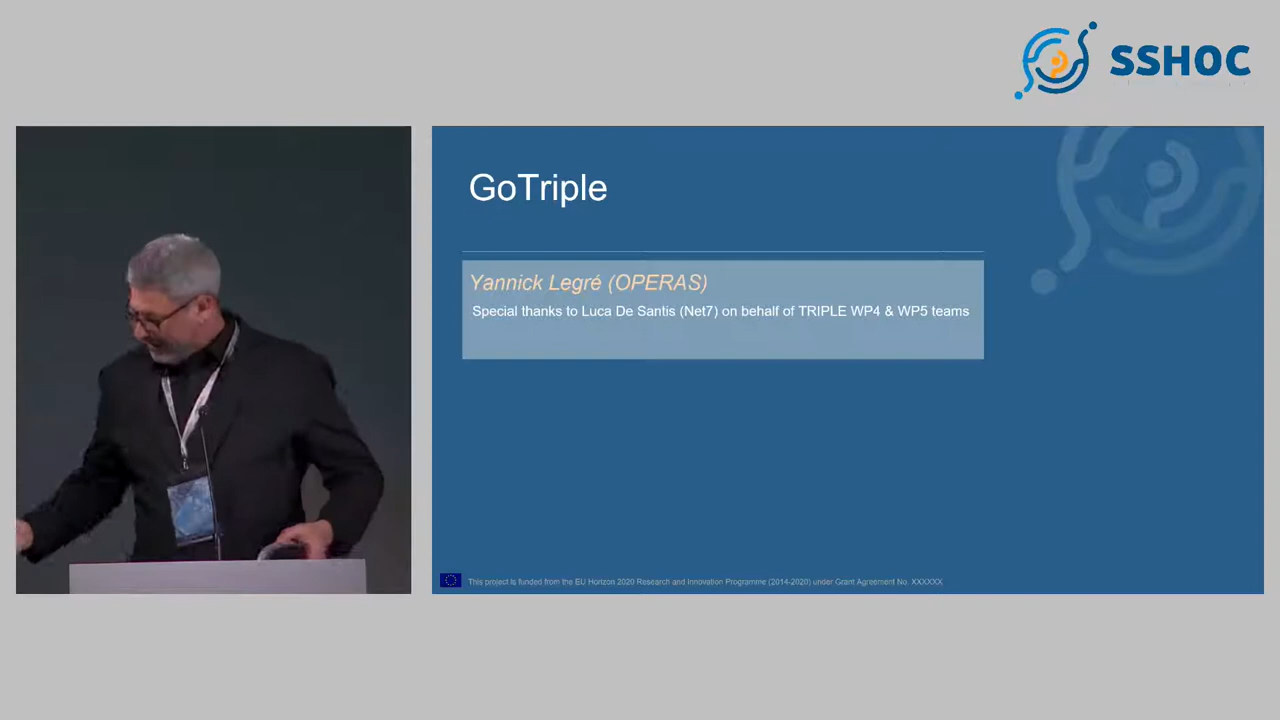 SSHOC
GoTriple
Yannick Legré (OPERAS)
Special thanks to Luca De Santis (Net7) on behalf of TRIPLE WP4 & WP5 teams
This project is funded from the EU Horizon 2020 Research and Innovation Programme (2014-2020) under Grant Agreement No. XXXXXX